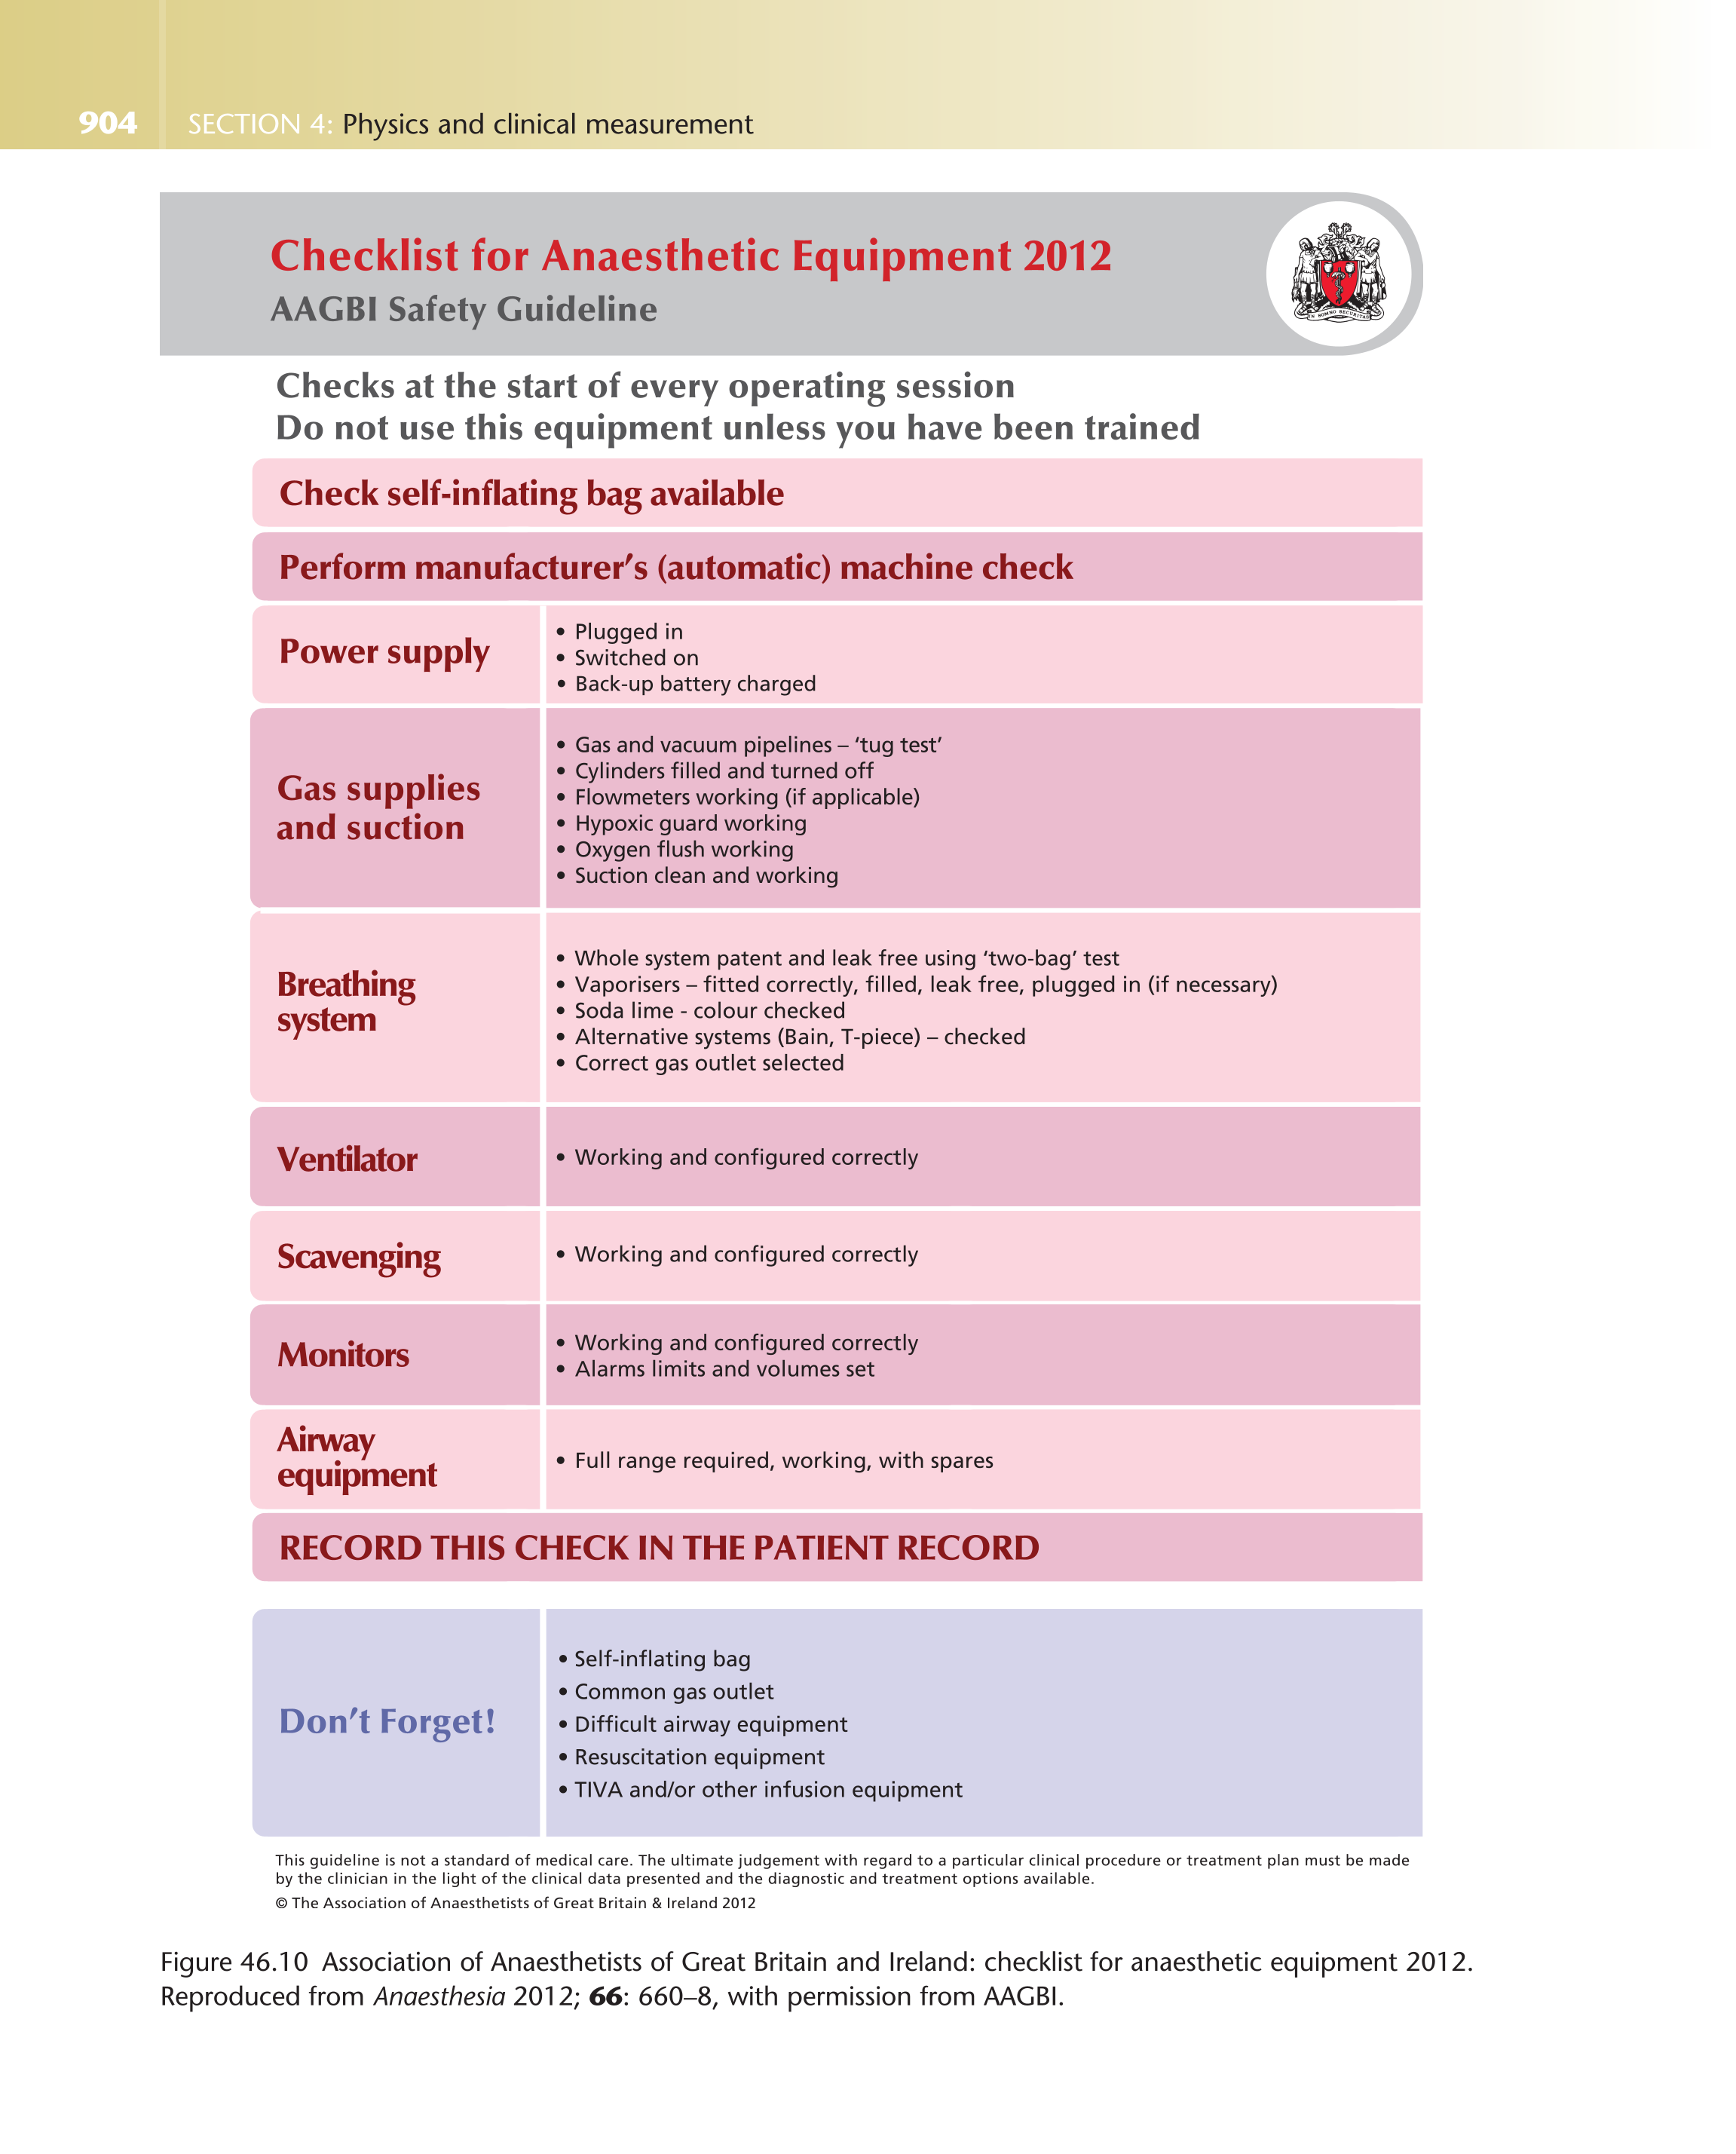 904
SECTION 4: Physics and clinical measurement
Checklist for Anaesthetic Equipment 2012
AAGBI Safety Guideline
Checks at the start of every operating session
Do not use this equipment unless you have been trained
Check self-inflating bag available
Perform manufacturer’s (automatic) machine check
Power supply
• Plugged in
• Switched on
• Back-up battery charged
Gas supplies
and suction
• Gas and vacuum pipelines – ‘tug test’
• Cylinders filled and turned off
• Flowmeters working (if applicable)
• Hypoxic guard working
• Oxygen flush working
• Suction clean and working
Breathing
system
• Whole system patent and leak free using ‘two-bag’ test
• Vaporisers – fitted correctly, filled, leak free, plugged in (if necessary)
• Soda lime - colour checked
• Alternative systems (Bain, T-piece) – checked
• Correct gas outlet selected
Ventilator
• Working and configured correctly
Scavenging
• Working and configured correctly
Monitors
• Working and configured correctly
• Alarms limits and volumes set
Airway
equipment
• Full range required, working, with spares
RECORD THIS CHECK IN THE PATIENT RECORD
Don’t Forget!
• Self-inflating bag
• Common gas outlet
• Difficult airway equipment
• Resuscitation equipment
• TIVA and/or other infusion equipment
This guideline is not a standard of medical care. The ultimate judgement with regard to a particular clinical procedure or treatment plan must be made
by the clinician in the light of the clinical data presented and the diagnostic and treatment options available.
© The Association of Anaesthetists of Great Britain & Ireland 2012
Figure 46.10 Association of Anaesthetists of Great Britain and Ireland: checklist for anaesthetic equipment 2012.
Reproduced from Anaesthesia 2012; 66: 660–8, with permission from AAGBI.